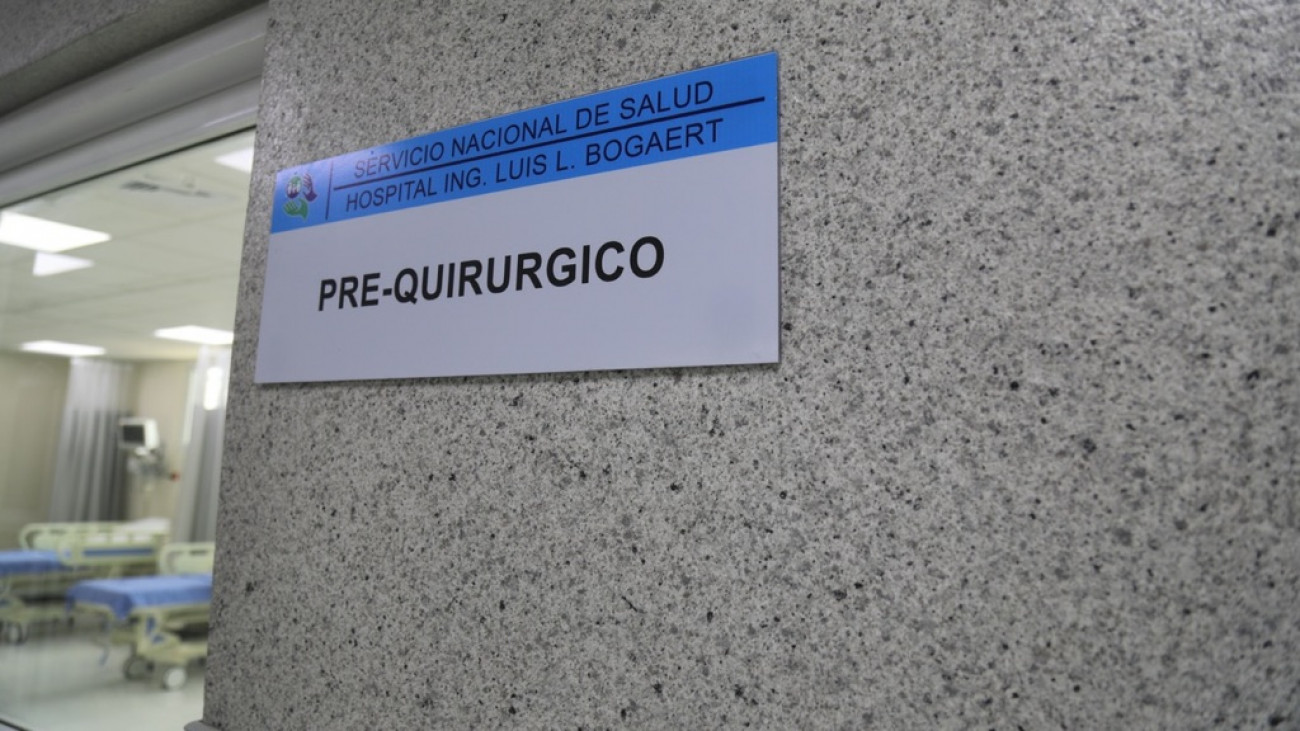 SERVICIO NACIONAL DE SALUD
HOSPITAL ING. LUIS L. BOGAERT
PRE-QUIRURGICO